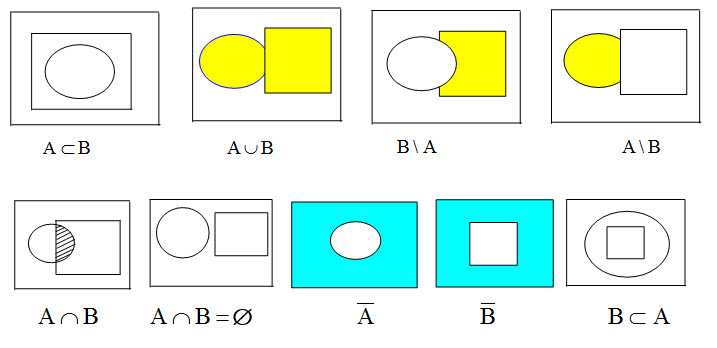 A ⊂ B A ∪ B B \ A A \ B
A ∩ B A ∩ B = ∅ A̅ B̅ B ⊂ A